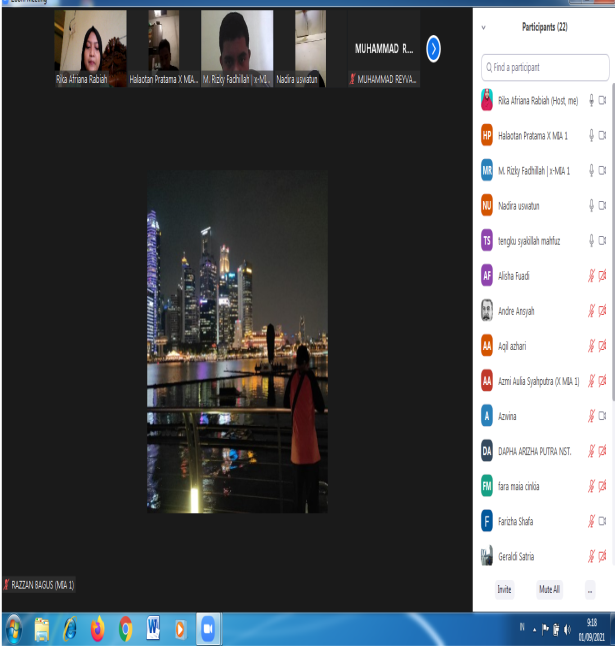 Zoom Meeting
Participants (22)
Rika Afriana Rabiah
Halaotan Pratama X MIA...
M. Rizky Fadhillah | x-MI...
Nadira uswatun
MUHAMMAD R...
MUHAMMAD REYVA...
Find a participant
Rika Afriana Rabiah (Host, me)
HP Halaotan Pratama X MIA 1
MR M. Rizky Fadhillah | x-MIA 1
NU Nadira uswatun
TS tengku syakillah mahfuz
AF Alisha Fuadi
Andre Ansyah
AA Aqil azhari
AA Azmi Aulia Syahputra (X MIA 1)
A Azwina
DA DAPHA ARIZHA PUTRA NST.
FM fara maia cinkia
F Farizha Shafa
Geraldi Satria
RAZZAN BAGUS (MIA 1)
Invite
Mute All
...
IN
9:18
01/09/2021